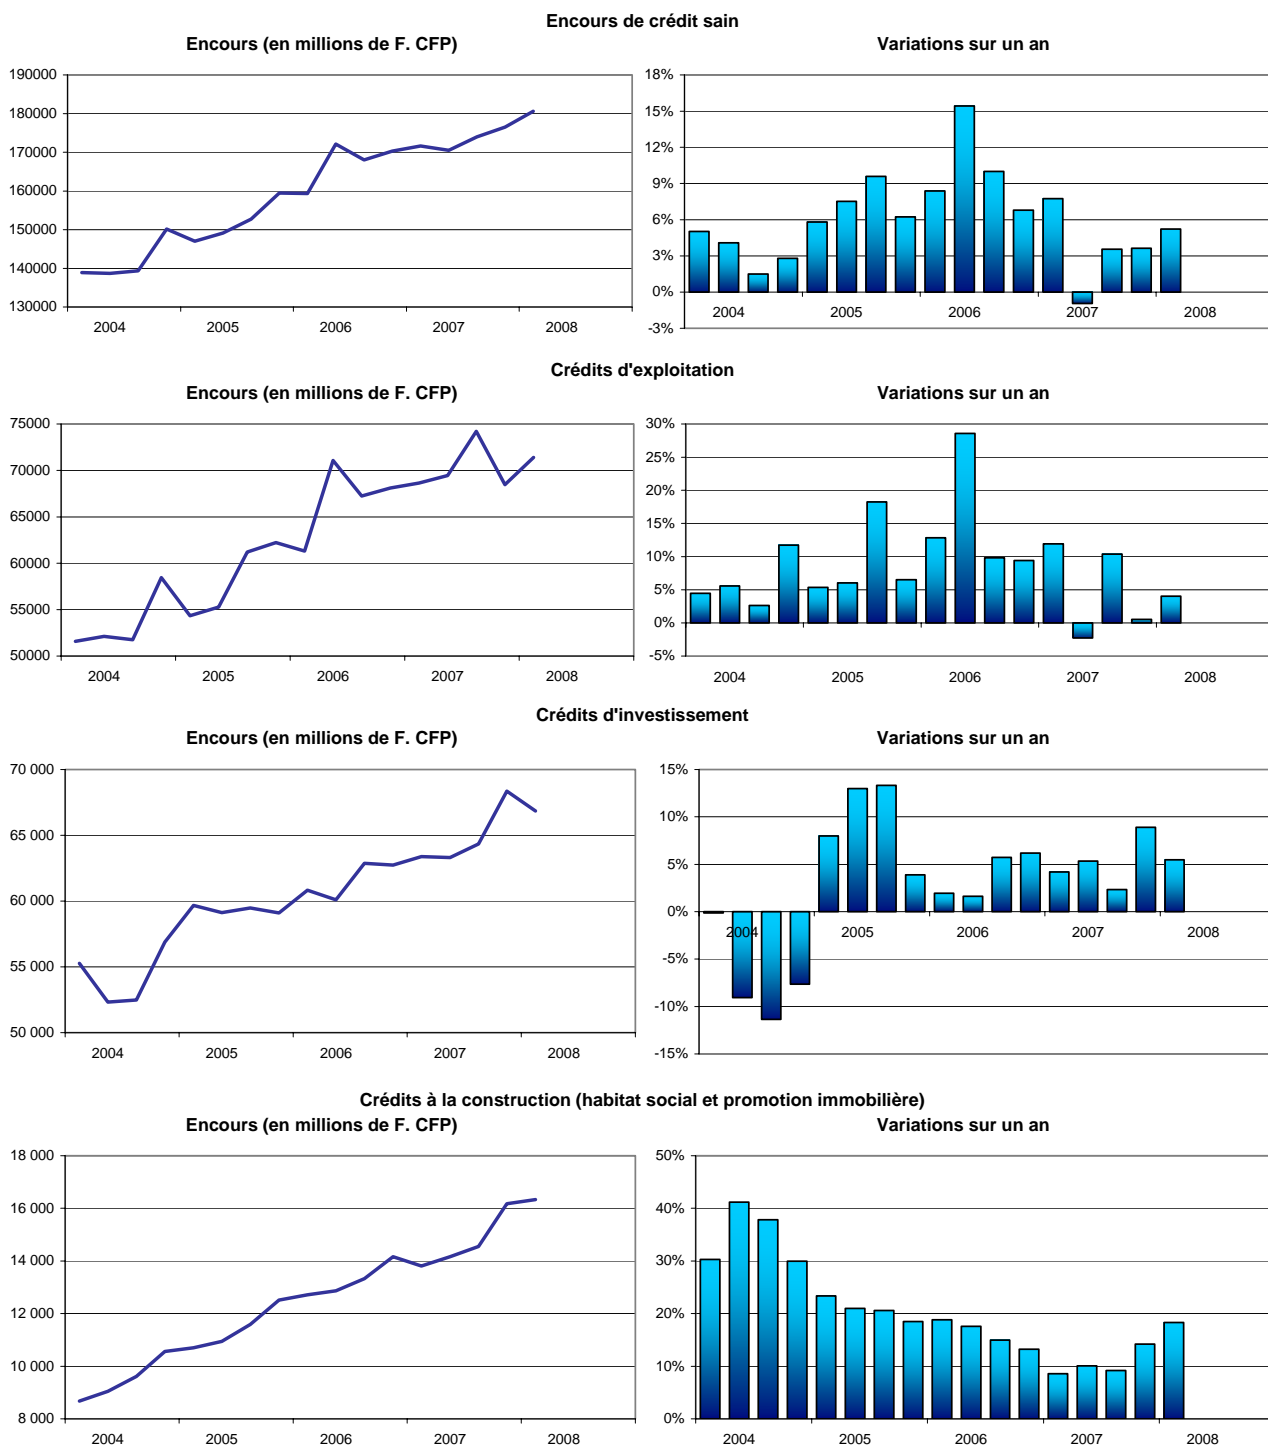 Encours de crédit sain
Encours (en millions de F. CFP)
190000
180000
170000
160000
150000
140000
130000
2004 2005 2006 2007 2008
Variations sur un an
18%
15%
12%
9%
6%
3%
0%
-3%
2004 2005 2006 2007 2008
Crédits d'exploitation
Encours (en millions de F. CFP)
75000
70000
65000
60000
55000
50000
2004 2005 2006 2007 2008
Variations sur un an
30%
25%
20%
15%
10%
5%
0%
-5%
2004 2005 2006 2007 2008
Crédits d'investissement
Encours (en millions de F. CFP)
70 000
65 000
60 000
55 000
50 000
2004 2005 2006 2007 2008
Variations sur un an
15%
10%
5%
0%
-5%
-10%
-15%
2004 2005 2006 2007 2008
Crédits à la construction (habitat social et promotion immobilière)
Encours (en millions de F. CFP)
18 000
16 000
14 000
12 000
10 000
8 000
2004 2005 2006 2007 2008
Variations sur un an
50%
40%
30%
20%
10%
0%
2004 2005 2006 2007 2008